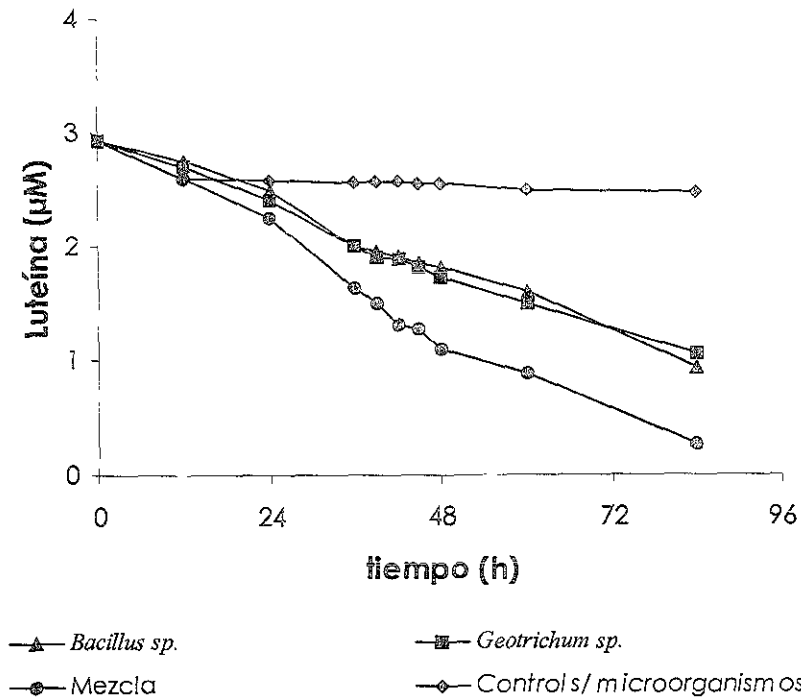 4
3
2
1
0
Lutéína (µM)
0 24 48 72 96
tiempo (h)
Bacillus sp.
Geotrichum sp.
Mezcla
Control s/ microorganismos